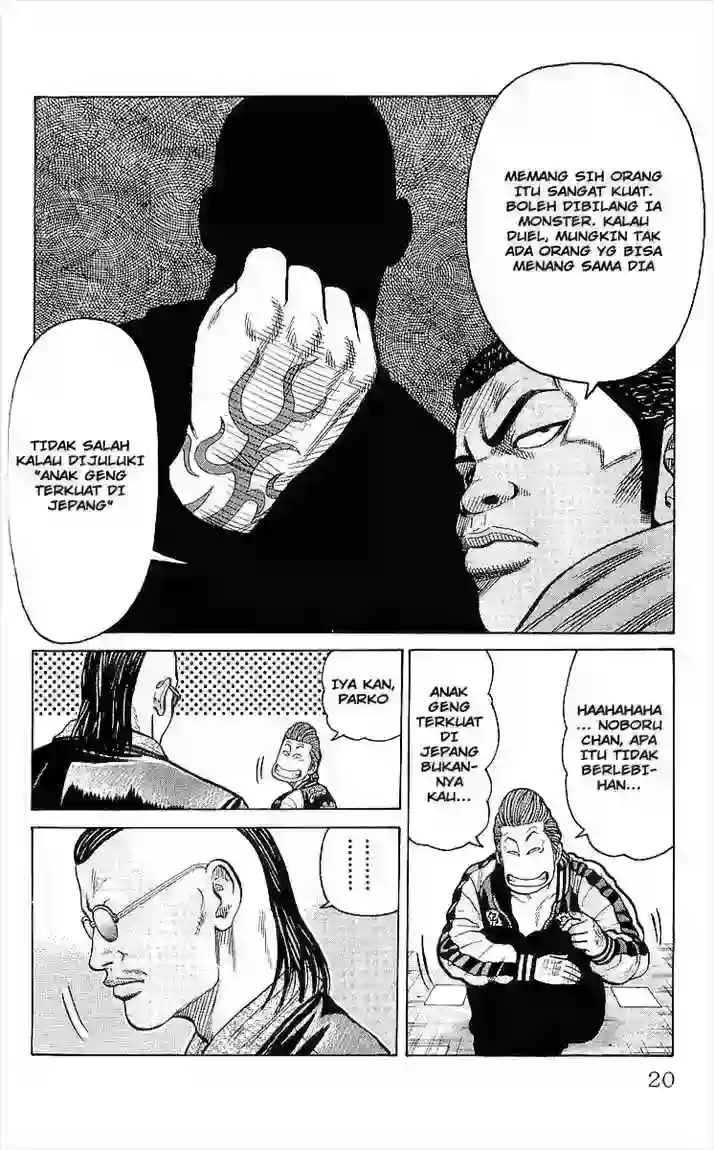 MEMANG SIH ORANG
ITU SANGAT KUAT.
BOLEH DIBILANG IA
MONSTER. KALAU
DUEL, MUNGKIN TAK
ADA ORANG YG BISA
MENANG SAMA DIA
TIDAK SALAH
KALAU DIJULUKI
"ANAK GENG
TERKUAT DI
JEPANG"
HAAHAHAHA
... NOBORU
CHAN, APA
ITU TIDAK
BERLEBI-
HAN...
ANAK
GENG
TERKUAT
DI
JEPANG
BUKAN-
NYA
KAU...
IYA KAN,
PARKO
......
20